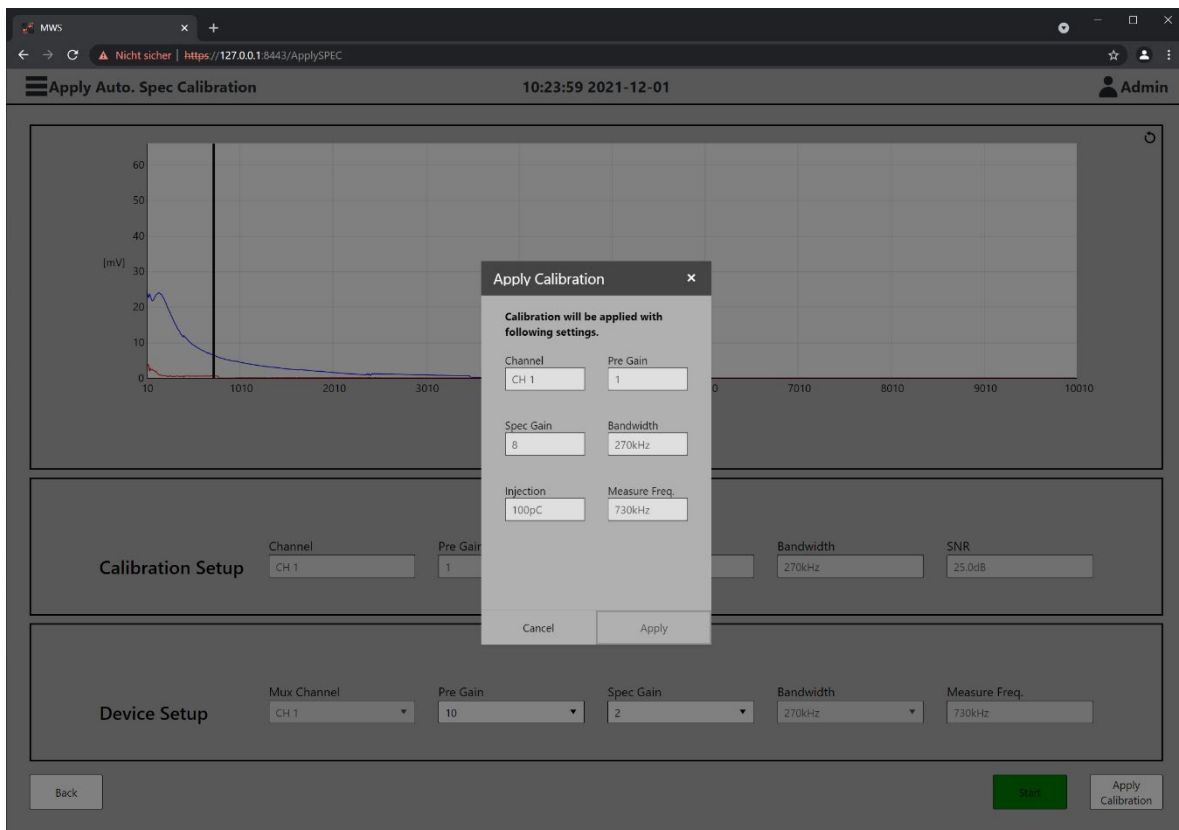 MWS
Nicht sicher | https://127.0.0.1:8443/ApplySPEC
Apply Auto. Spec Calibration 10:23:59 2021-12-01 Admin
60
50
40
[mV]
30
20
10
0
10 1010 2010 3010 7010 8010 9010 10010
Apply Calibration
Calibration will be applied with
following settings.
Channel Pre Gain
CH 1 1
Spec Gain Bandwidth
8 270kHz
Injection Measure Freq.
100pC 730kHz
Cancel Apply
Channel Pre Gain Bandwidth SNR
Calibration Setup CH 1 1 270kHz 25.0dB
Mux Channel Pre Gain Spec Gain Bandwidth Measure Freq.
Device Setup CH 1 10 2 270kHz 730kHz
Back Start Apply
Calibration